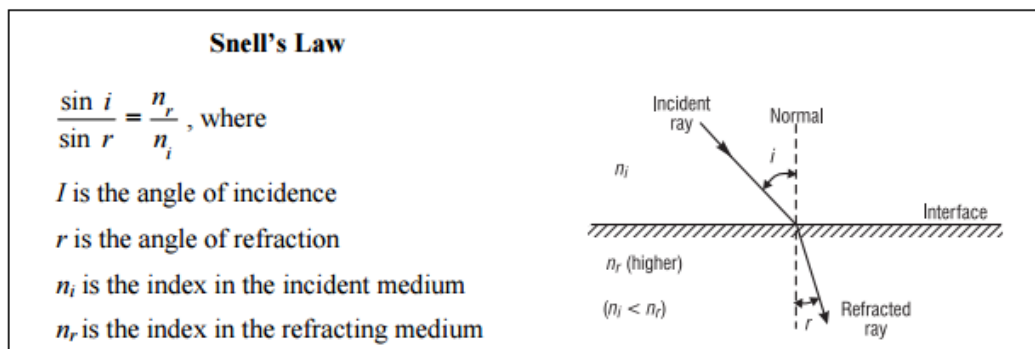 Snell's Law
sin i / sin r = n_r / n_i , where
I is the angle of incidence
r is the angle of refraction
n_i is the index in the incident medium
n_r is the index in the refracting medium
Incident
ray
Normal
i
n_i
Interface
n_r (higher)
(n_i < n_r)
r
Refracted
ray